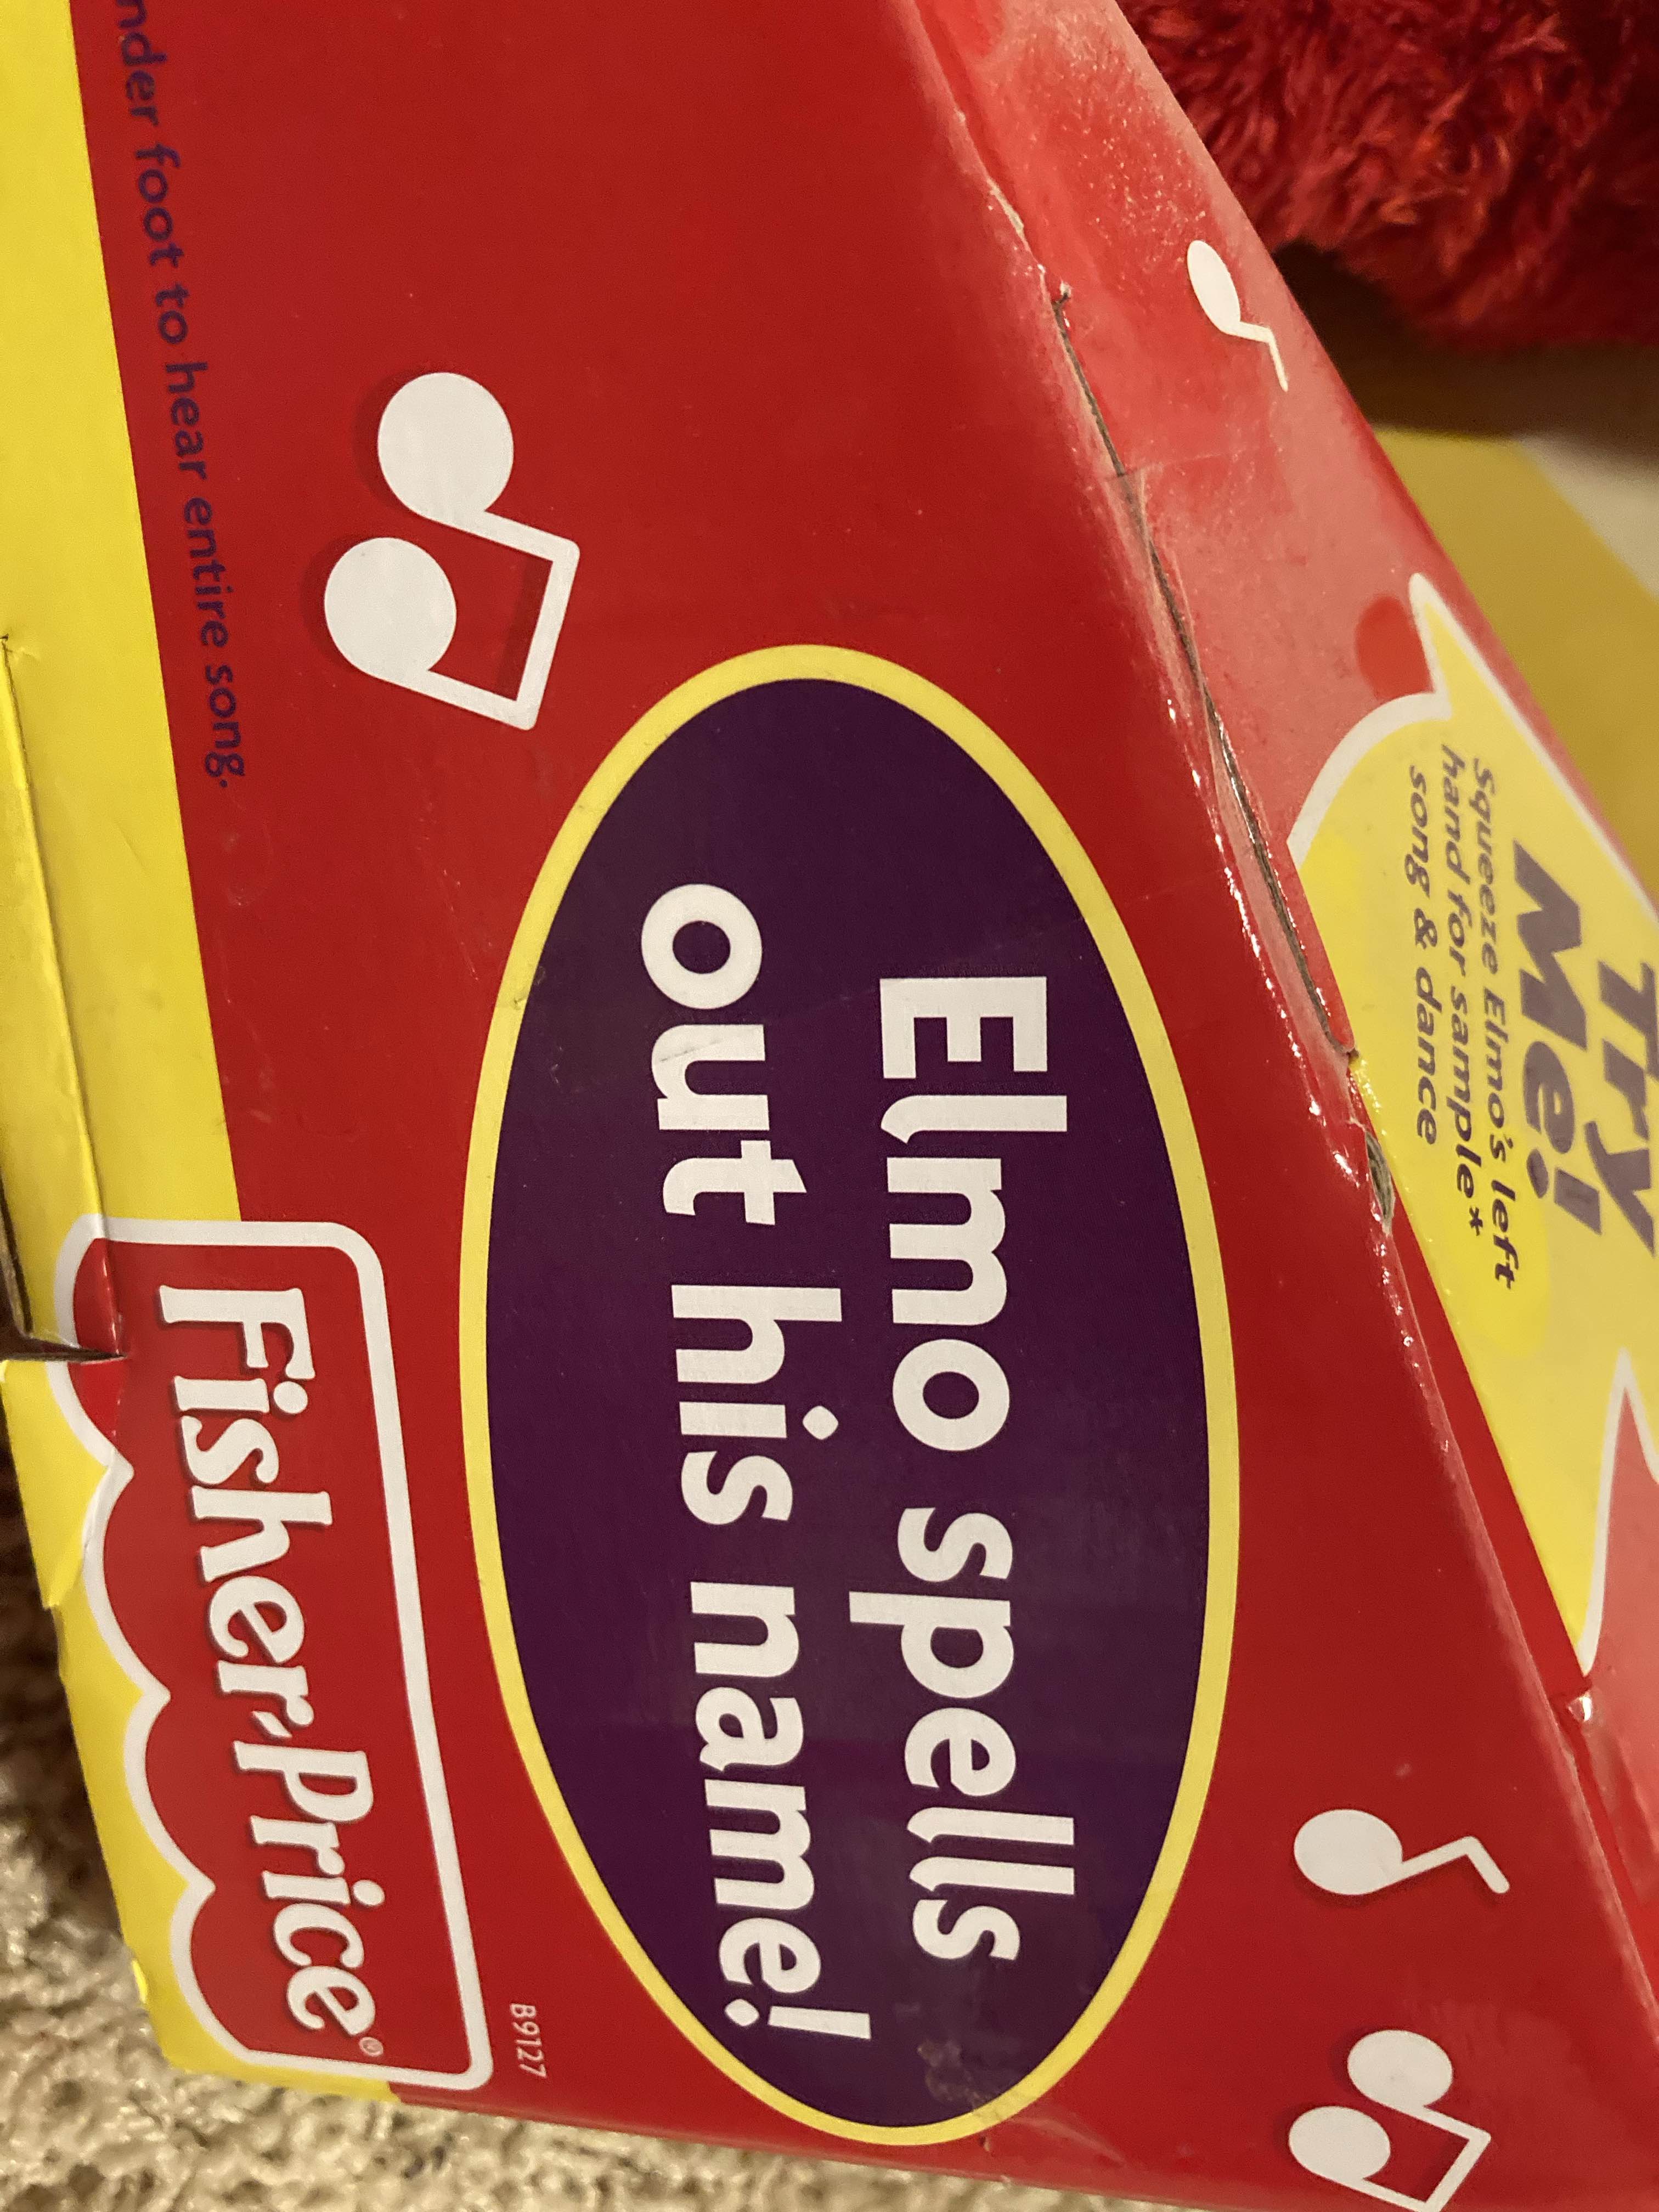 Try
Me!
Squeeze Elmo's left
hand for sample*
song & dance
Elmo spells
out his name!
B9127
Fisher-Price®
foot to hear entire song.